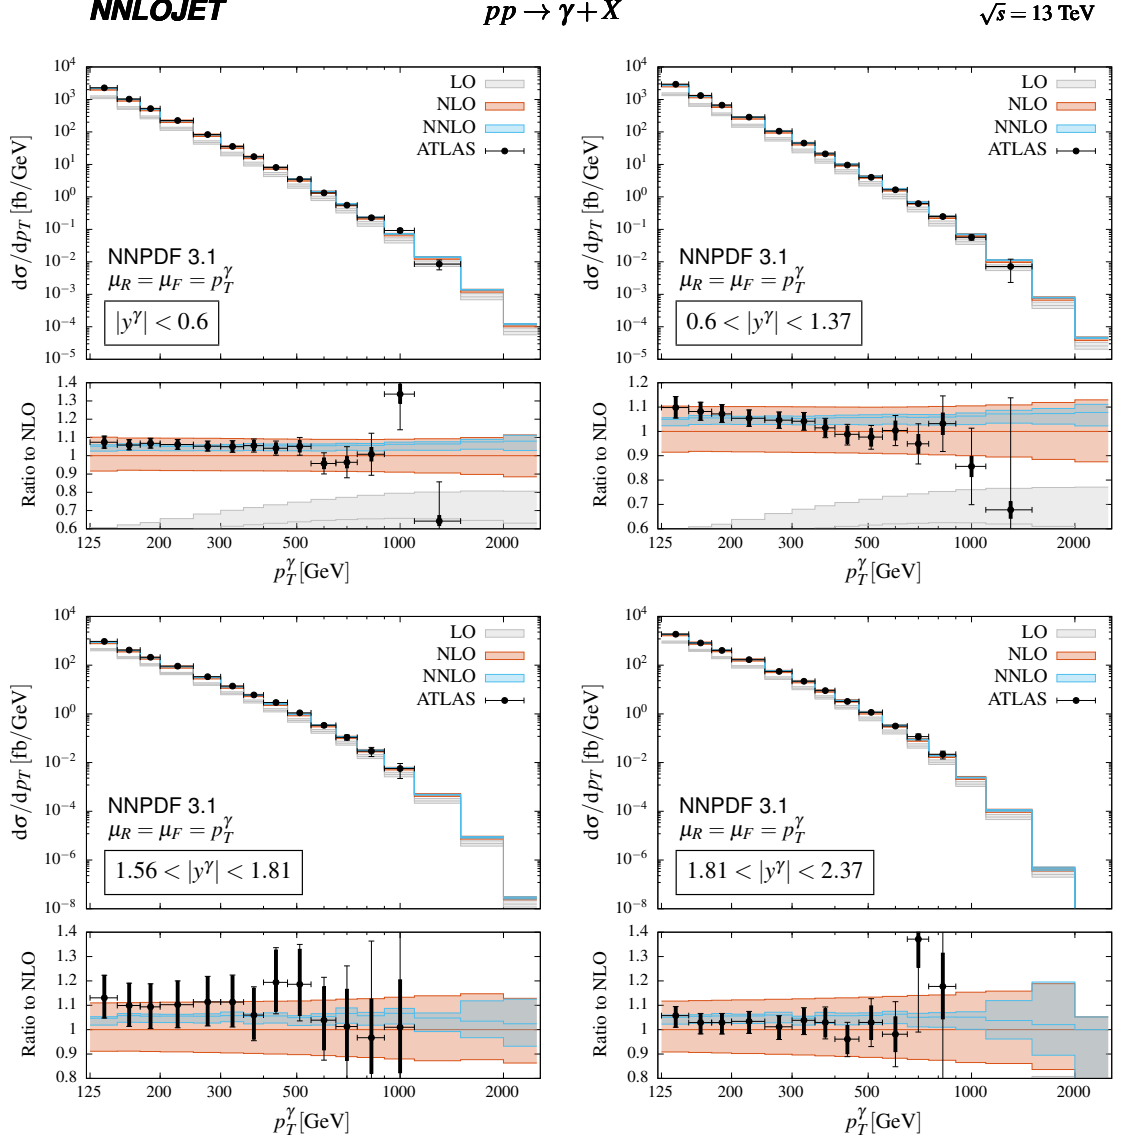 NNLOJET pp → γ + X √s = 13 TeV
10^4
10^3
10^2
10^1
10^0
10^-1
10^-2
10^-3
10^-4
10^-5
dσ/dp_T [fb/GeV]
LO
NLO
NNLO
ATLAS
NNPDF 3.1
μ_R = μ_F = p_T^γ
|y^γ| < 0.6
1.4
1.3
1.2
1.1
1
0.9
0.8
0.7
0.6
Ratio to NLO
125 200 300 500 1000 2000
p_T^γ [GeV]
10^4
10^3
10^2
10^1
10^0
10^-1
10^-2
10^-3
10^-4
10^-5
dσ/dp_T [fb/GeV]
LO
NLO
NNLO
ATLAS
NNPDF 3.1
μ_R = μ_F = p_T^γ
0.6 < |y^γ| < 1.37
1.2
1.1
1
0.9
0.8
0.7
0.6
Ratio to NLO
125 200 300 500 1000 2000
p_T^γ [GeV]
10^4
10^2
10^0
10^-2
10^-4
10^-6
10^-8
dσ/dp_T [fb/GeV]
LO
NLO
NNLO
ATLAS
NNPDF 3.1
μ_R = μ_F = p_T^γ
1.56 < |y^γ| < 1.81
1.4
1.3
1.2
1.1
1
0.9
0.8
Ratio to NLO
125 200 300 500 1000 2000
p_T^γ [GeV]
10^4
10^2
10^0
10^-2
10^-4
10^-6
10^-8
dσ/dp_T [fb/GeV]
LO
NLO
NNLO
ATLAS
NNPDF 3.1
μ_R = μ_F = p_T^γ
1.81 < |y^γ| < 2.37
1.4
1.3
1.2
1.1
1
0.9
0.8
Ratio to NLO
125 200 300 500 1000 2000
p_T^γ [GeV]